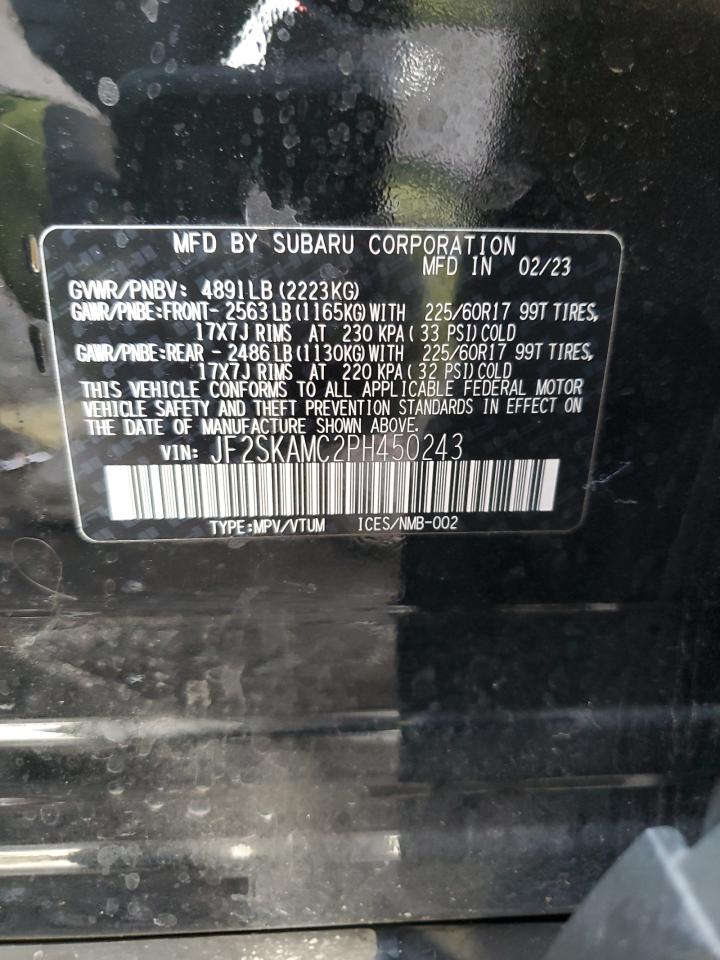 MFD BY SUBARU CORPORATION
MFD IN 02/23
GVWR/PNBV: 4891LB(2223KG)
GAWR/PNBE:FRONT- 2563LB(1165KG)WITH 225/60R17 99T TIRES,
17X7J RIMS AT 230 KPA(33 PSI)COLD
GAWR/PNBE:REAR - 2486LB(1130KG)WITH 225/60R17 99T TIRES,
17X7J RIMS AT 220 KPA(32 PSI)COLD
THIS VEHICLE CONFORMS TO ALL APPLICABLE FEDERAL MOTOR
VEHICLE SAFETY AND THEFT PREVENTION STANDARDS IN EFFECT ON
THE DATE OF MANUFACTURE SHOWN ABOVE.
VIN: JF2SKAMC2PH450243
TYPE:MPV/VTUM ICES/NMB-002